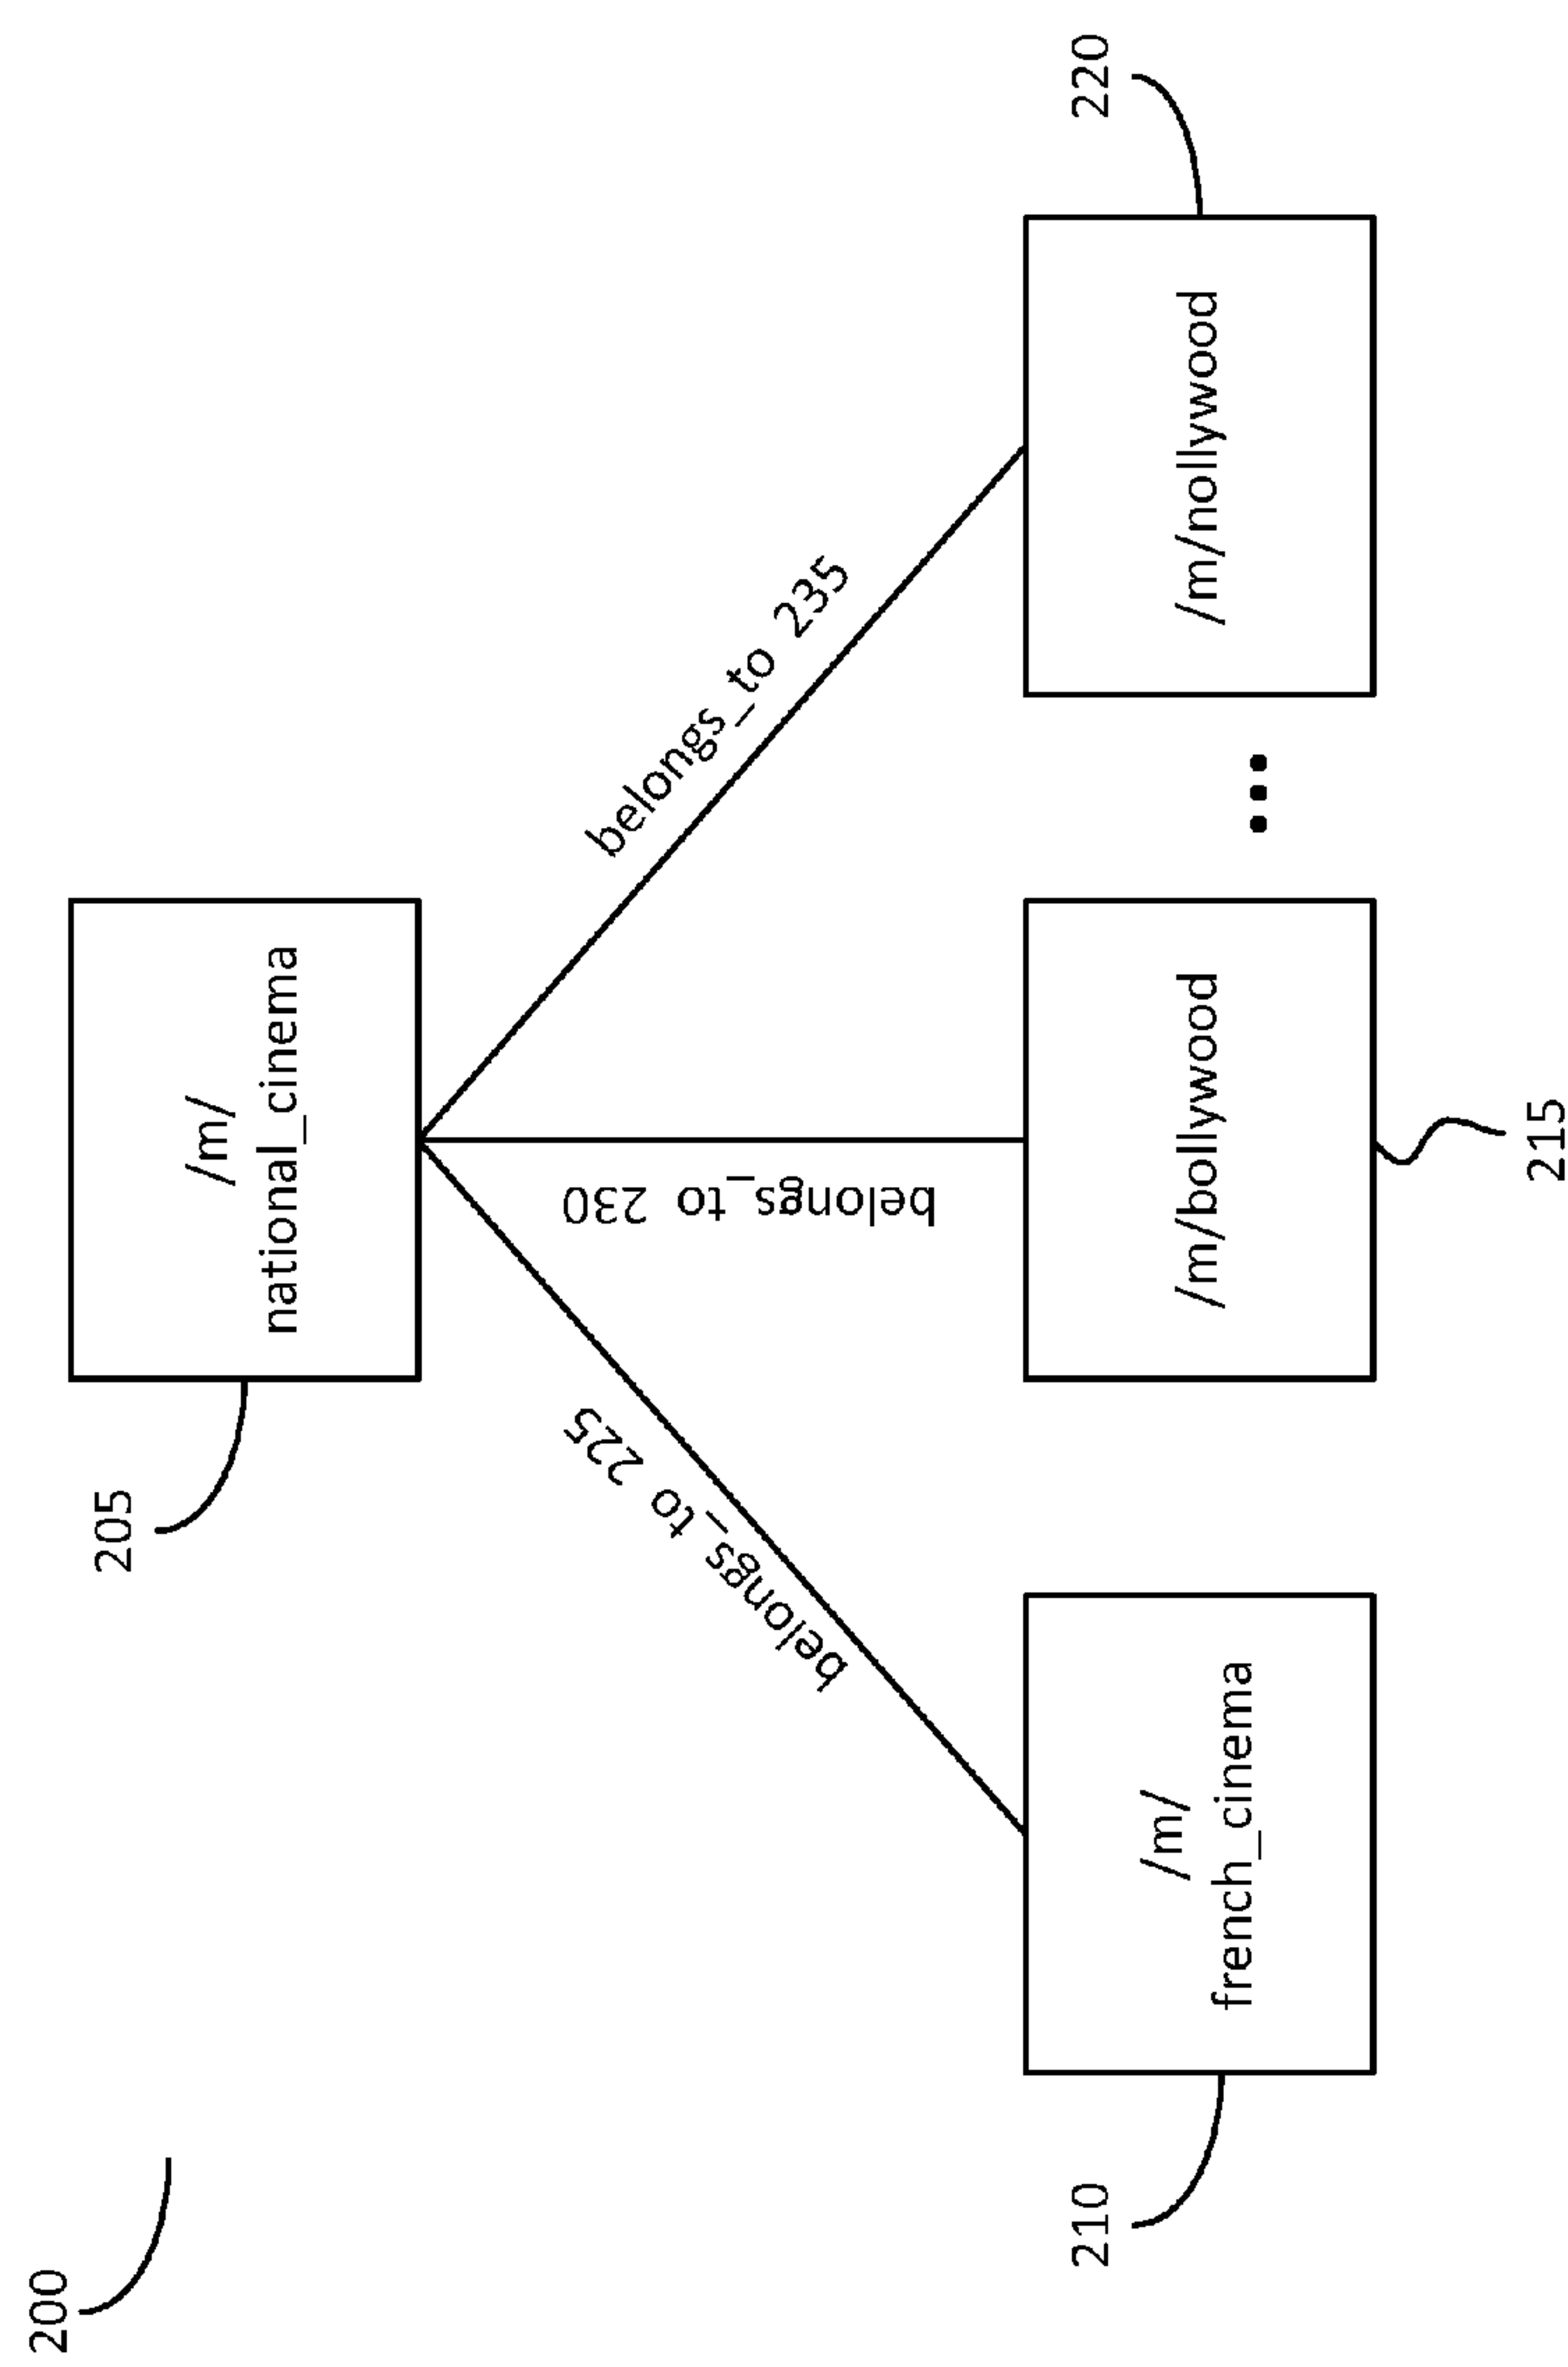 200
205
/m/
national_cinema
belongs_to 225
belongs_to 230
belongs_to 235
210
/m/
french_cinema
/m/bollywood
215
...
/m/nollywood
220